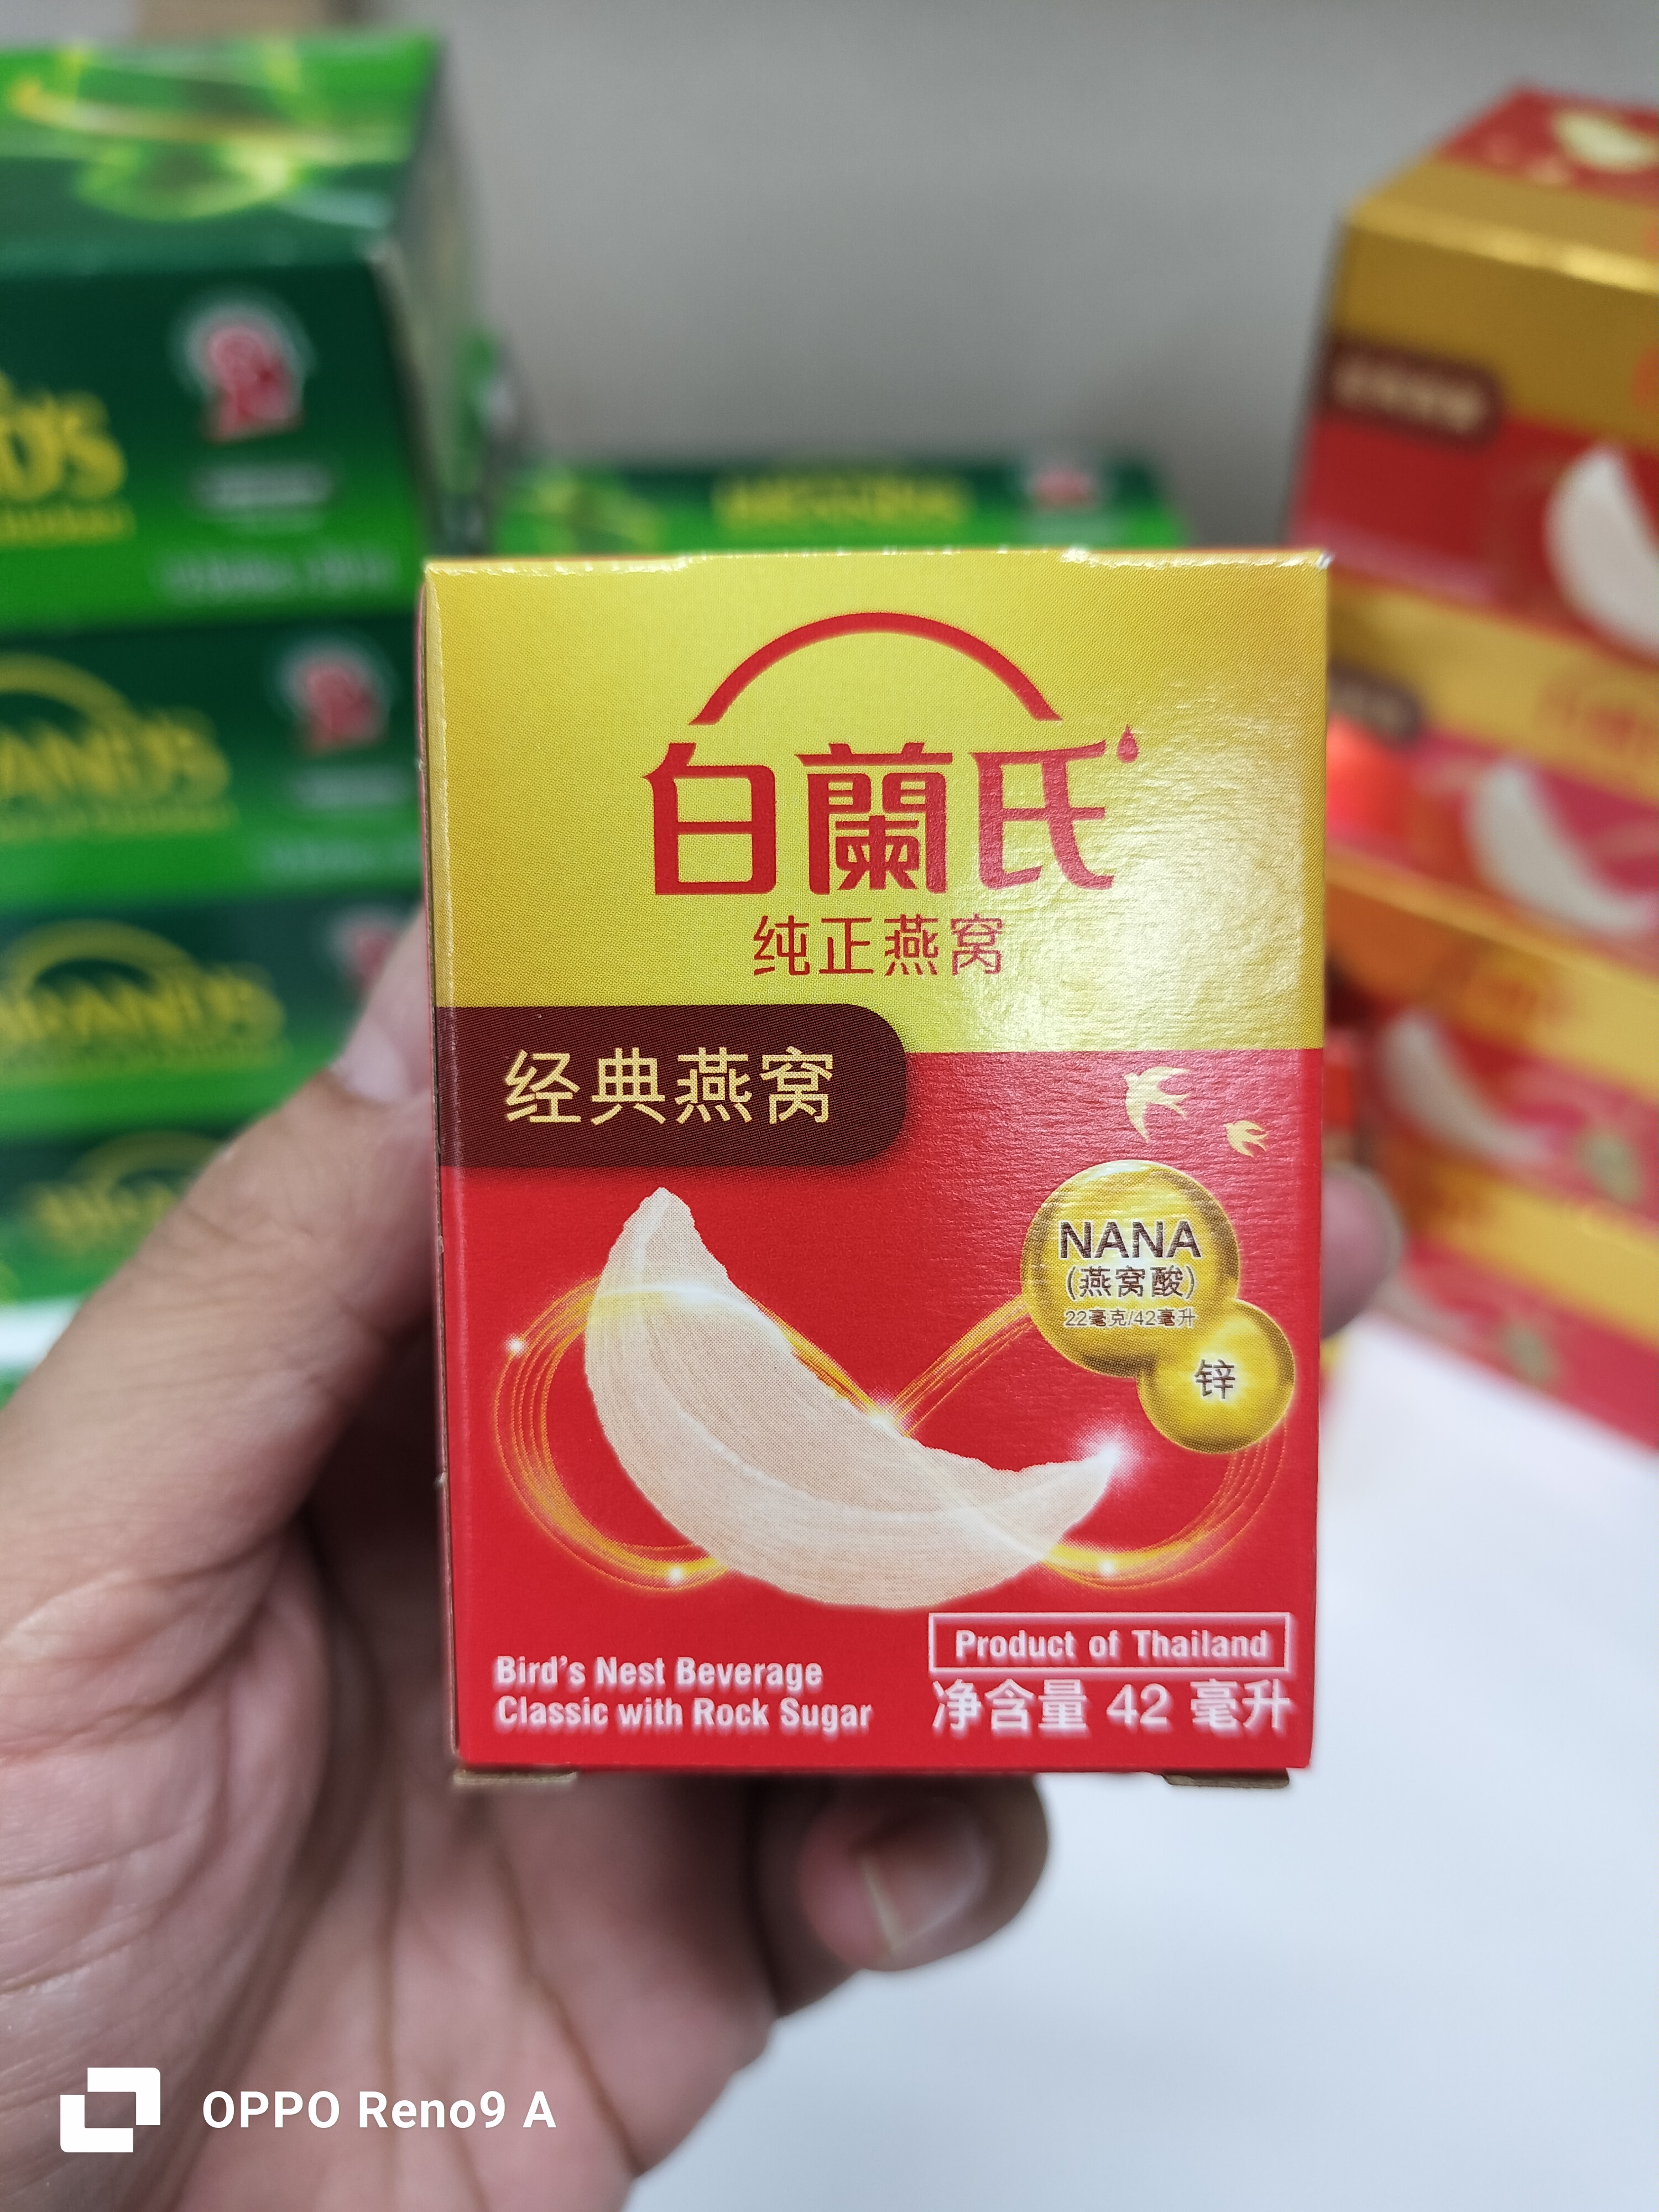 BRAND'S
白蘭氏
纯正燕窝
经典燕窝
NANA
(燕窝酸)
22毫克/42毫升
锌
Bird's Nest Beverage
Classic with Rock Sugar
Product of Thailand
净含量 42 毫升
OPPO Reno9 A